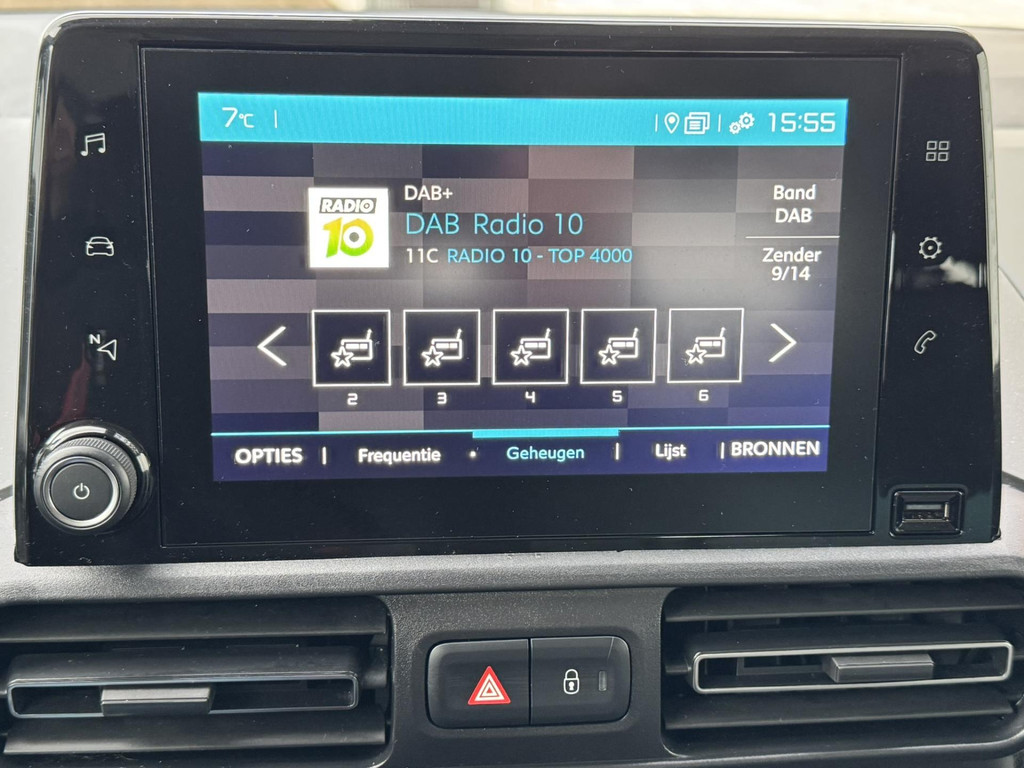 7°C
15:55
DAB+
RADIO
10
DAB Radio 10
11C RADIO 10 - TOP 4000
Band
DAB
Zender
9/14
2 3 4 5 6
OPTIES | Frequentie • Geheugen | Lijst | BRONNEN
N